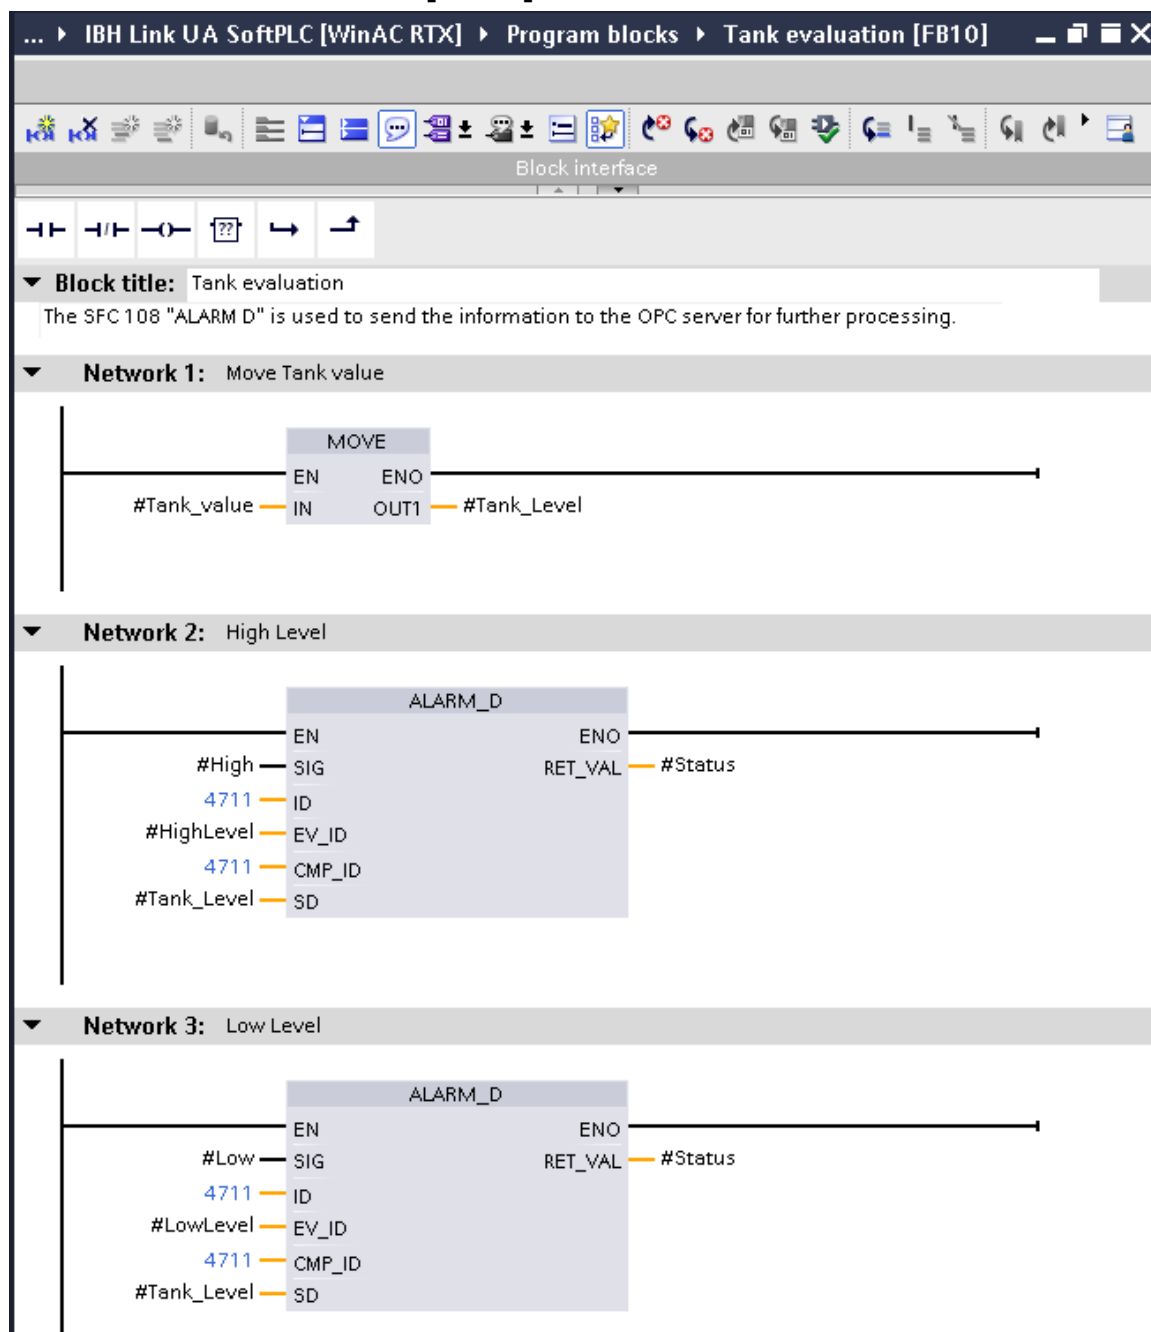 ... ▸ IBH Link UA SoftPLC [WinAC RTX] ▸ Program blocks ▸ Tank evaluation [FB10]
Block interface
??
Block title: Tank evaluation
The SFC 108 "ALARM D" is used to send the information to the OPC server for further processing.
Network 1: Move Tank value
MOVE
EN ENO
#Tank_value IN OUT1 #Tank_Level
Network 2: High Level
ALARM_D
EN ENO
#High SIG RET_VAL #Status
4711 ID
#HighLevel EV_ID
4711 CMP_ID
#Tank_Level SD
Network 3: Low Level
ALARM_D
EN ENO
#Low SIG RET_VAL #Status
4711 ID
#LowLevel EV_ID
4711 CMP_ID
#Tank_Level SD